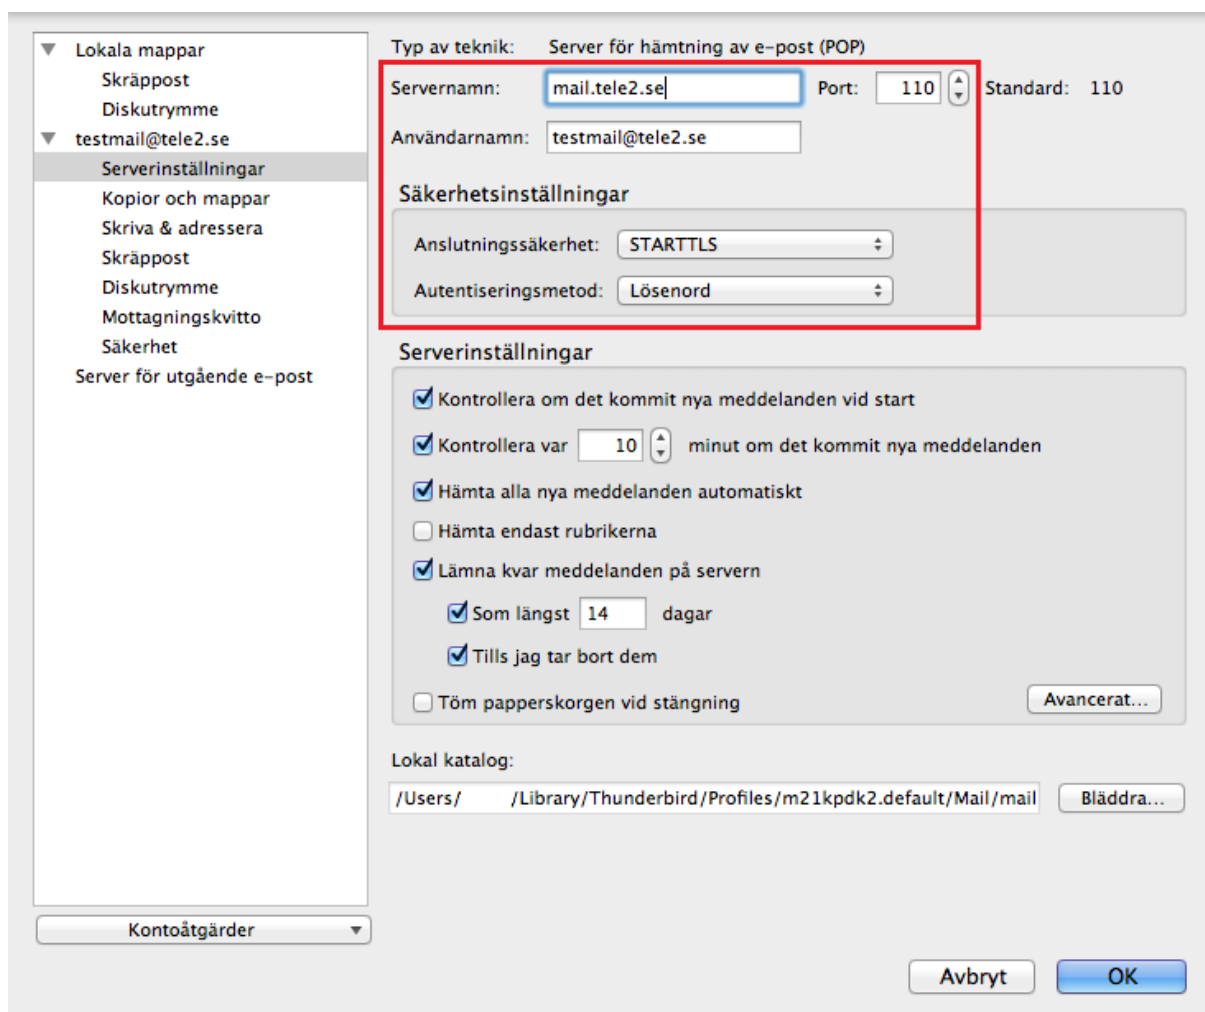 Lokala mappar
Skräppost
Diskutrymme
testmail@tele2.se
Serverinställningar
Kopior och mappar
Skriva & adressera
Skräppost
Diskutrymme
Mottagningskvitto
Säkerhet
Server för utgående e-post
Kontoåtgärder
Typ av teknik: Server för hämtning av e-post (POP)
Servernamn: mail.tele2.se Port: 110 Standard: 110
Användarnamn: testmail@tele2.se
Säkerhetsinställningar
Anslutningssäkerhet: STARTTLS
Autentiseringsmetod: Lösenord
Serverinställningar
Kontrollera om det kommit nya meddelanden vid start
Kontrollera var 10 minut om det kommit nya meddelanden
Hämta alla nya meddelanden automatiskt
Hämta endast rubrikerna
Lämna kvar meddelanden på servern
Som längst 14 dagar
Tills jag tar bort dem
Töm papperskorgen vid stängning Avancerat...
Lokal katalog:
/Users/ /Library/Thunderbird/Profiles/m21kpdk2.default/Mail/mail Bläddra...
Avbryt OK